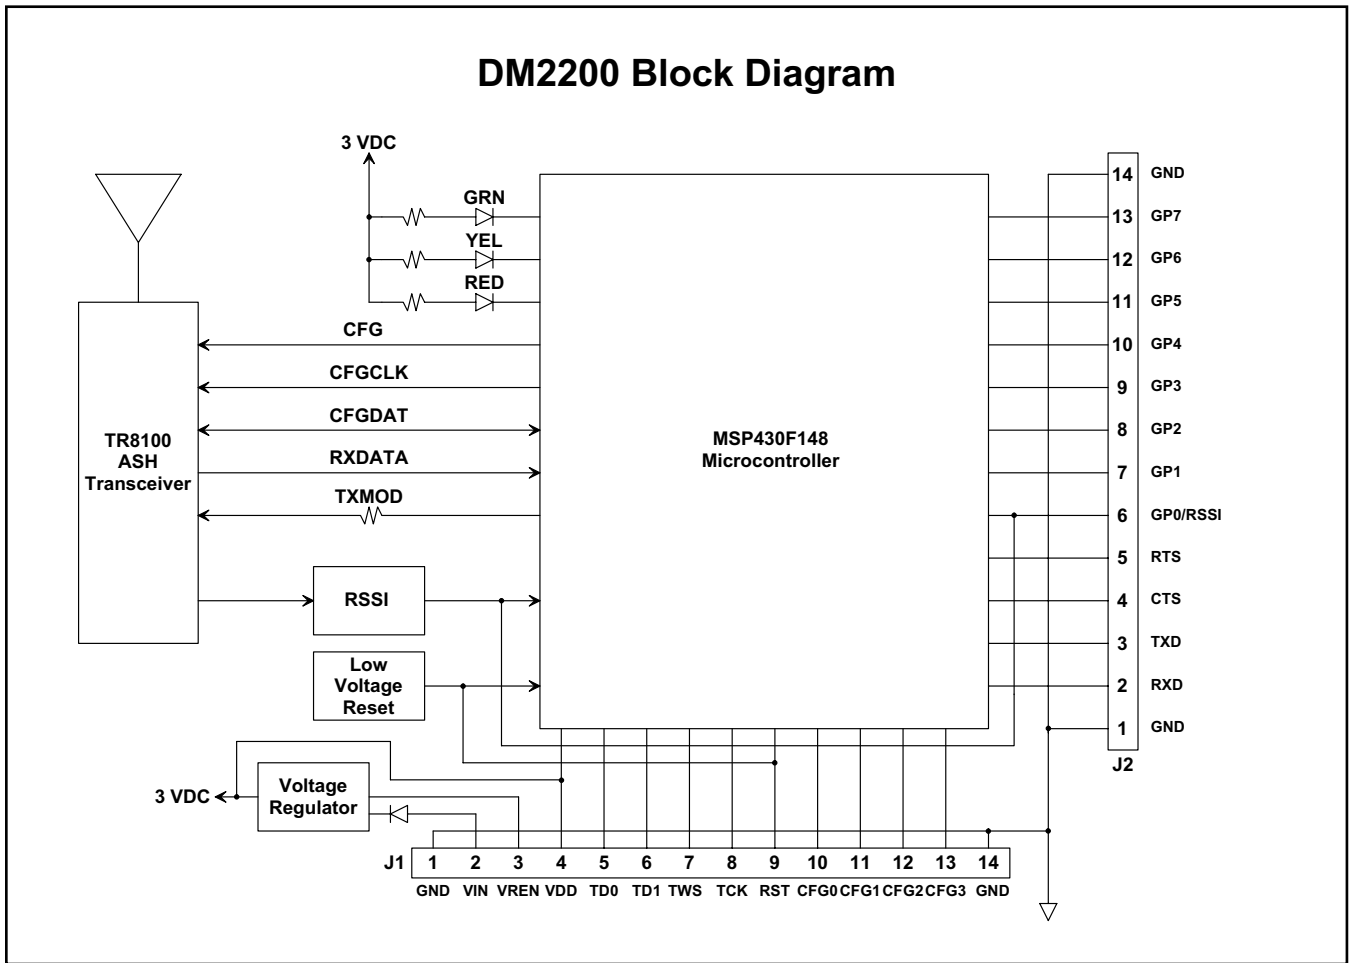 DM2200 Block Diagram
3 VDC
GRN
YEL
RED
CFG
CFGCLK
CFGDAT
RXDATA
TXMOD
TR8100
ASH
Transceiver
RSSI
Low
Voltage
Reset
3 VDC
Voltage
Regulator
MSP430F148
Microcontroller
14 GND
13 GP7
12 GP6
11 GP5
10 GP4
9 GP3
8 GP2
7 GP1
6 GP0/RSSI
5 RTS
4 CTS
3 TXD
2 RXD
1 GND
J2
J1 1 2 3 4 5 6 7 8 9 10 11 12 13 14
GND VIN VREN VDD TD0 TD1 TWS TCK RST CFG0 CFG1 CFG2 CFG3 GND